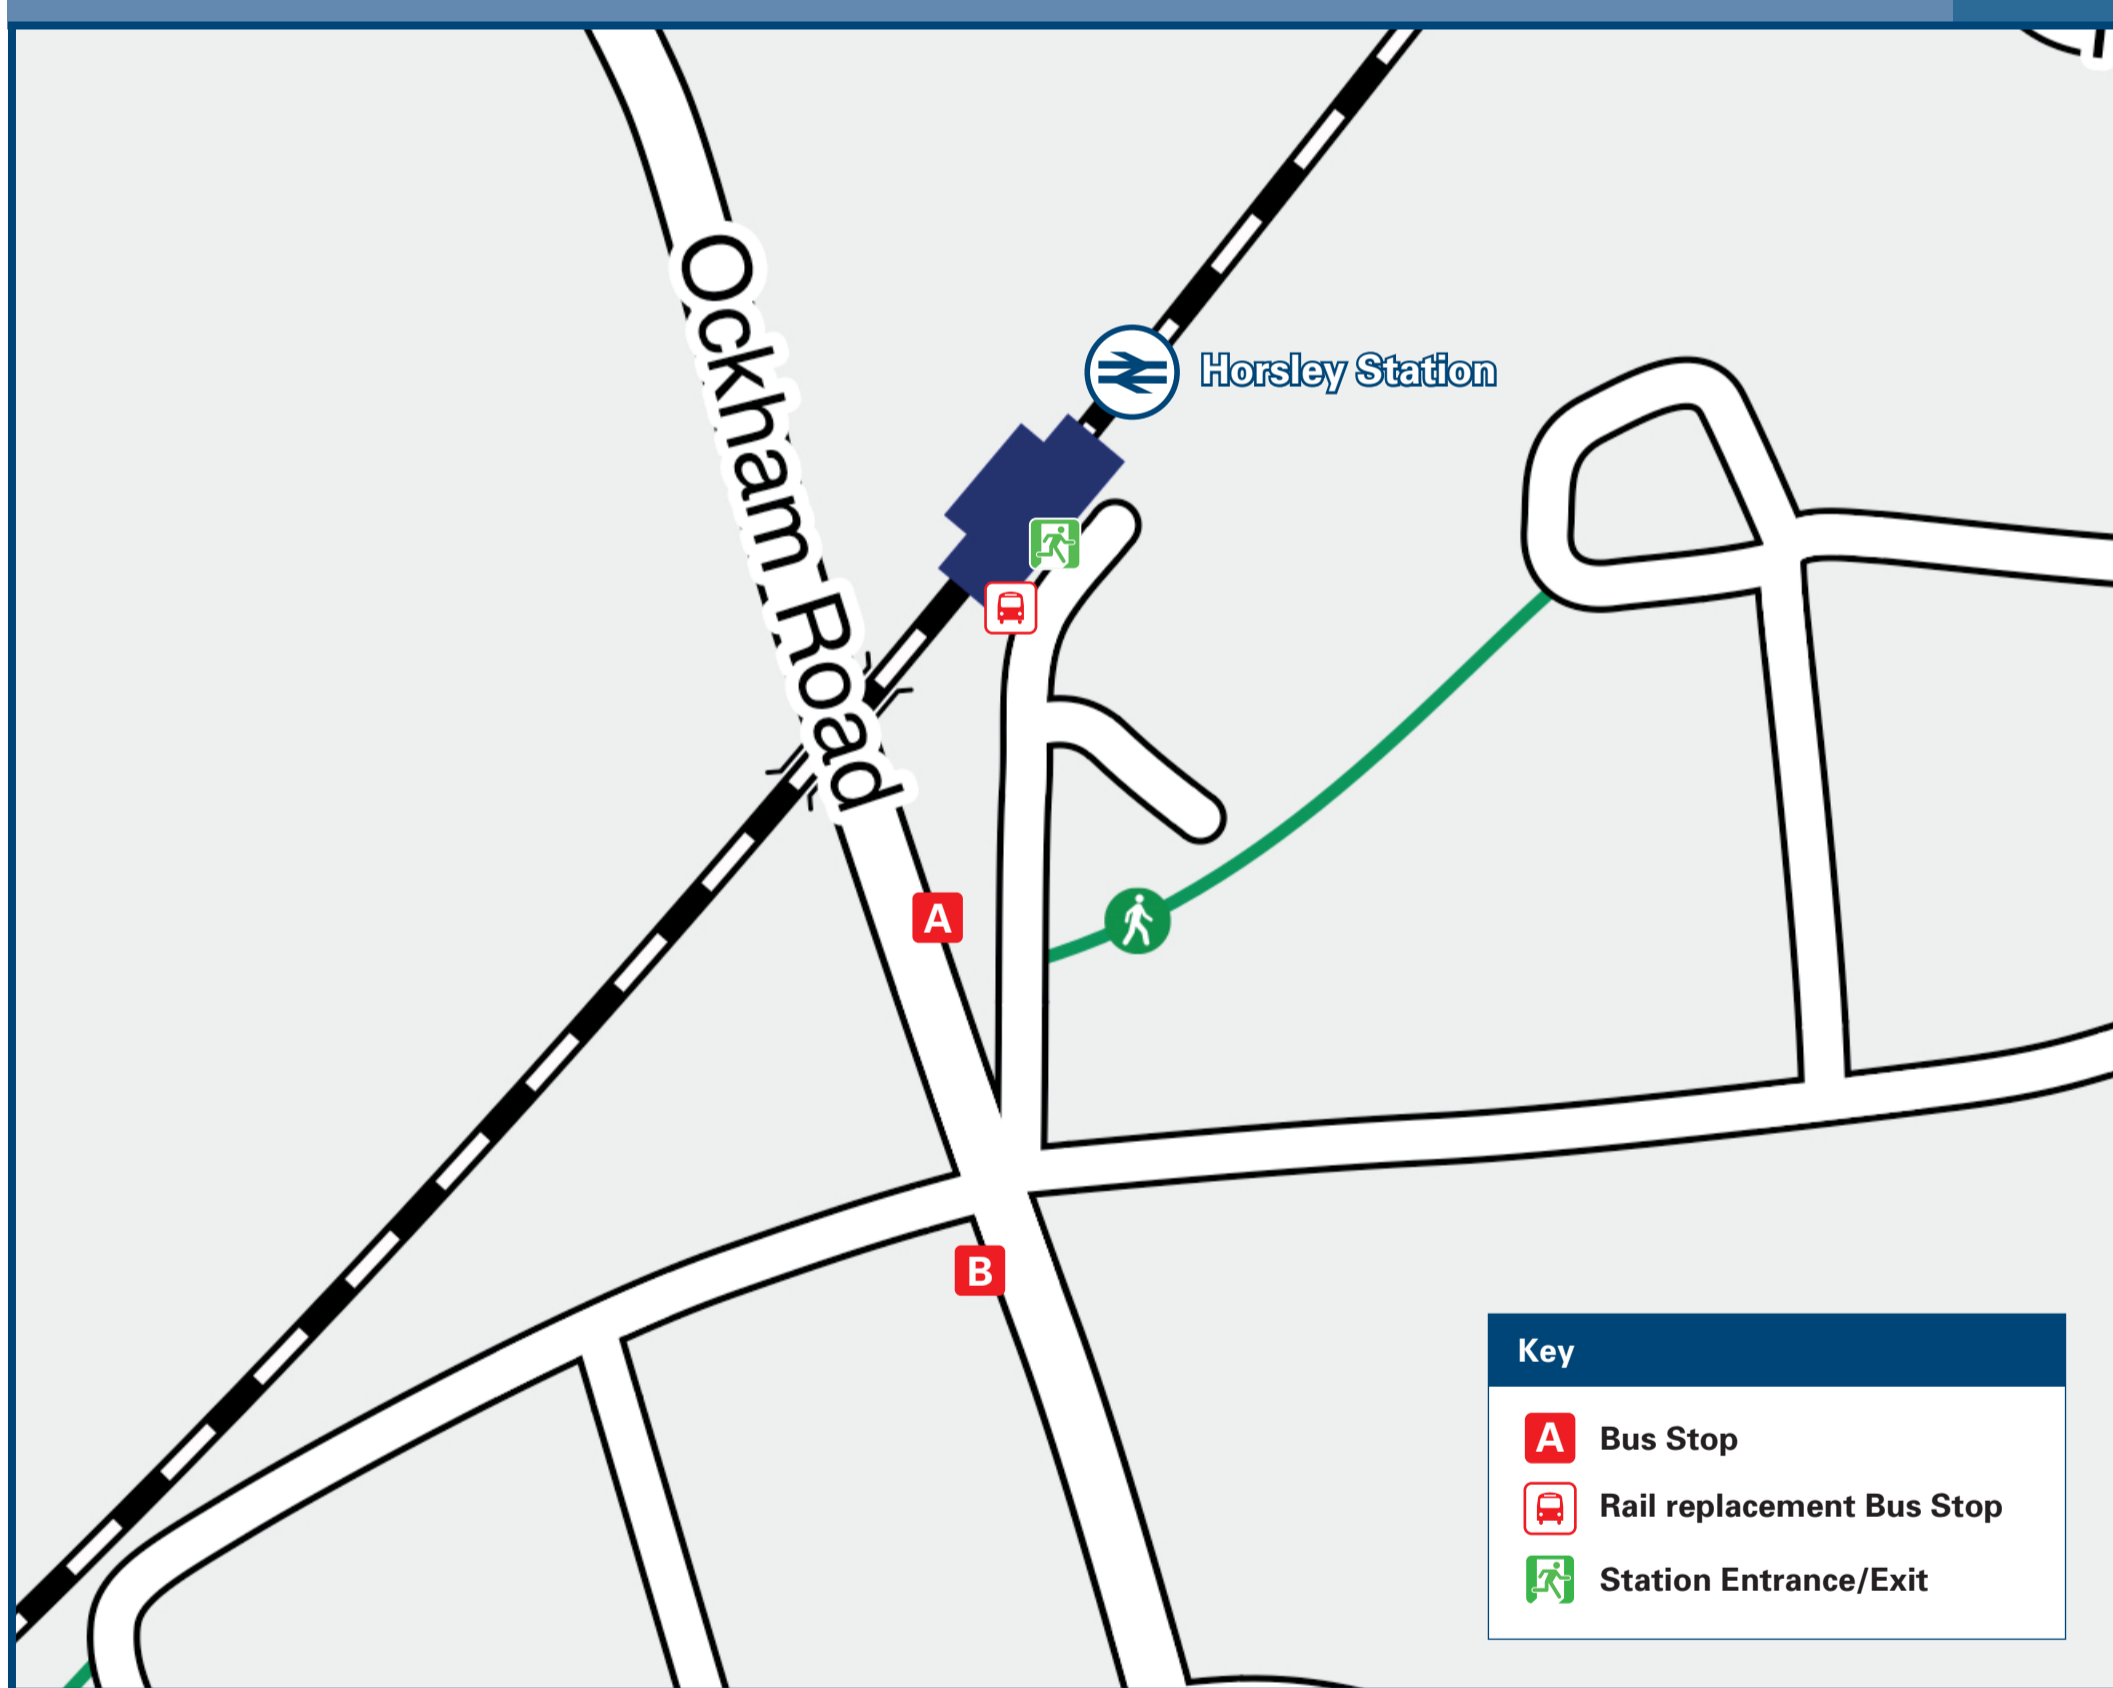 Ockham Road
Horsley Station
A
B
Key
A Bus Stop
Rail replacement Bus Stop
Station Entrance/Exit